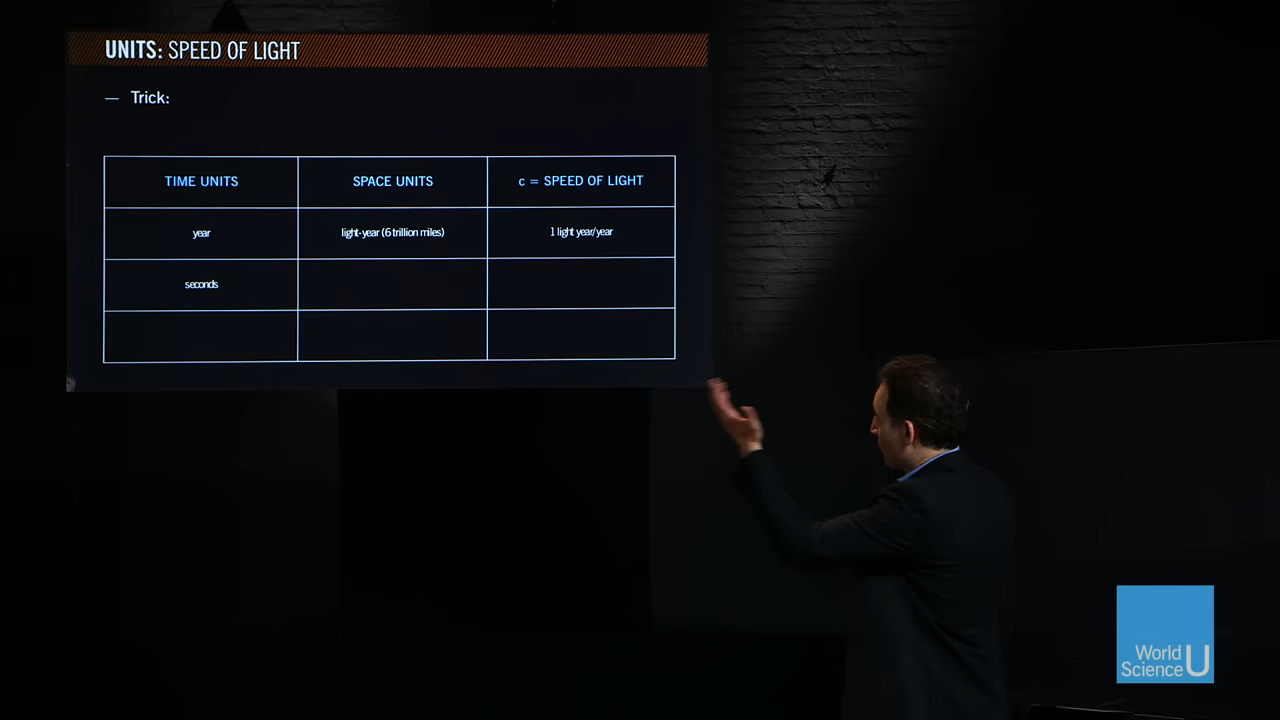 UNITS: SPEED OF LIGHT
— Trick:
TIME UNITS SPACE UNITS c = SPEED OF LIGHT
year light-year (6 trillion miles) 1 light year/year
seconds
World
Science U